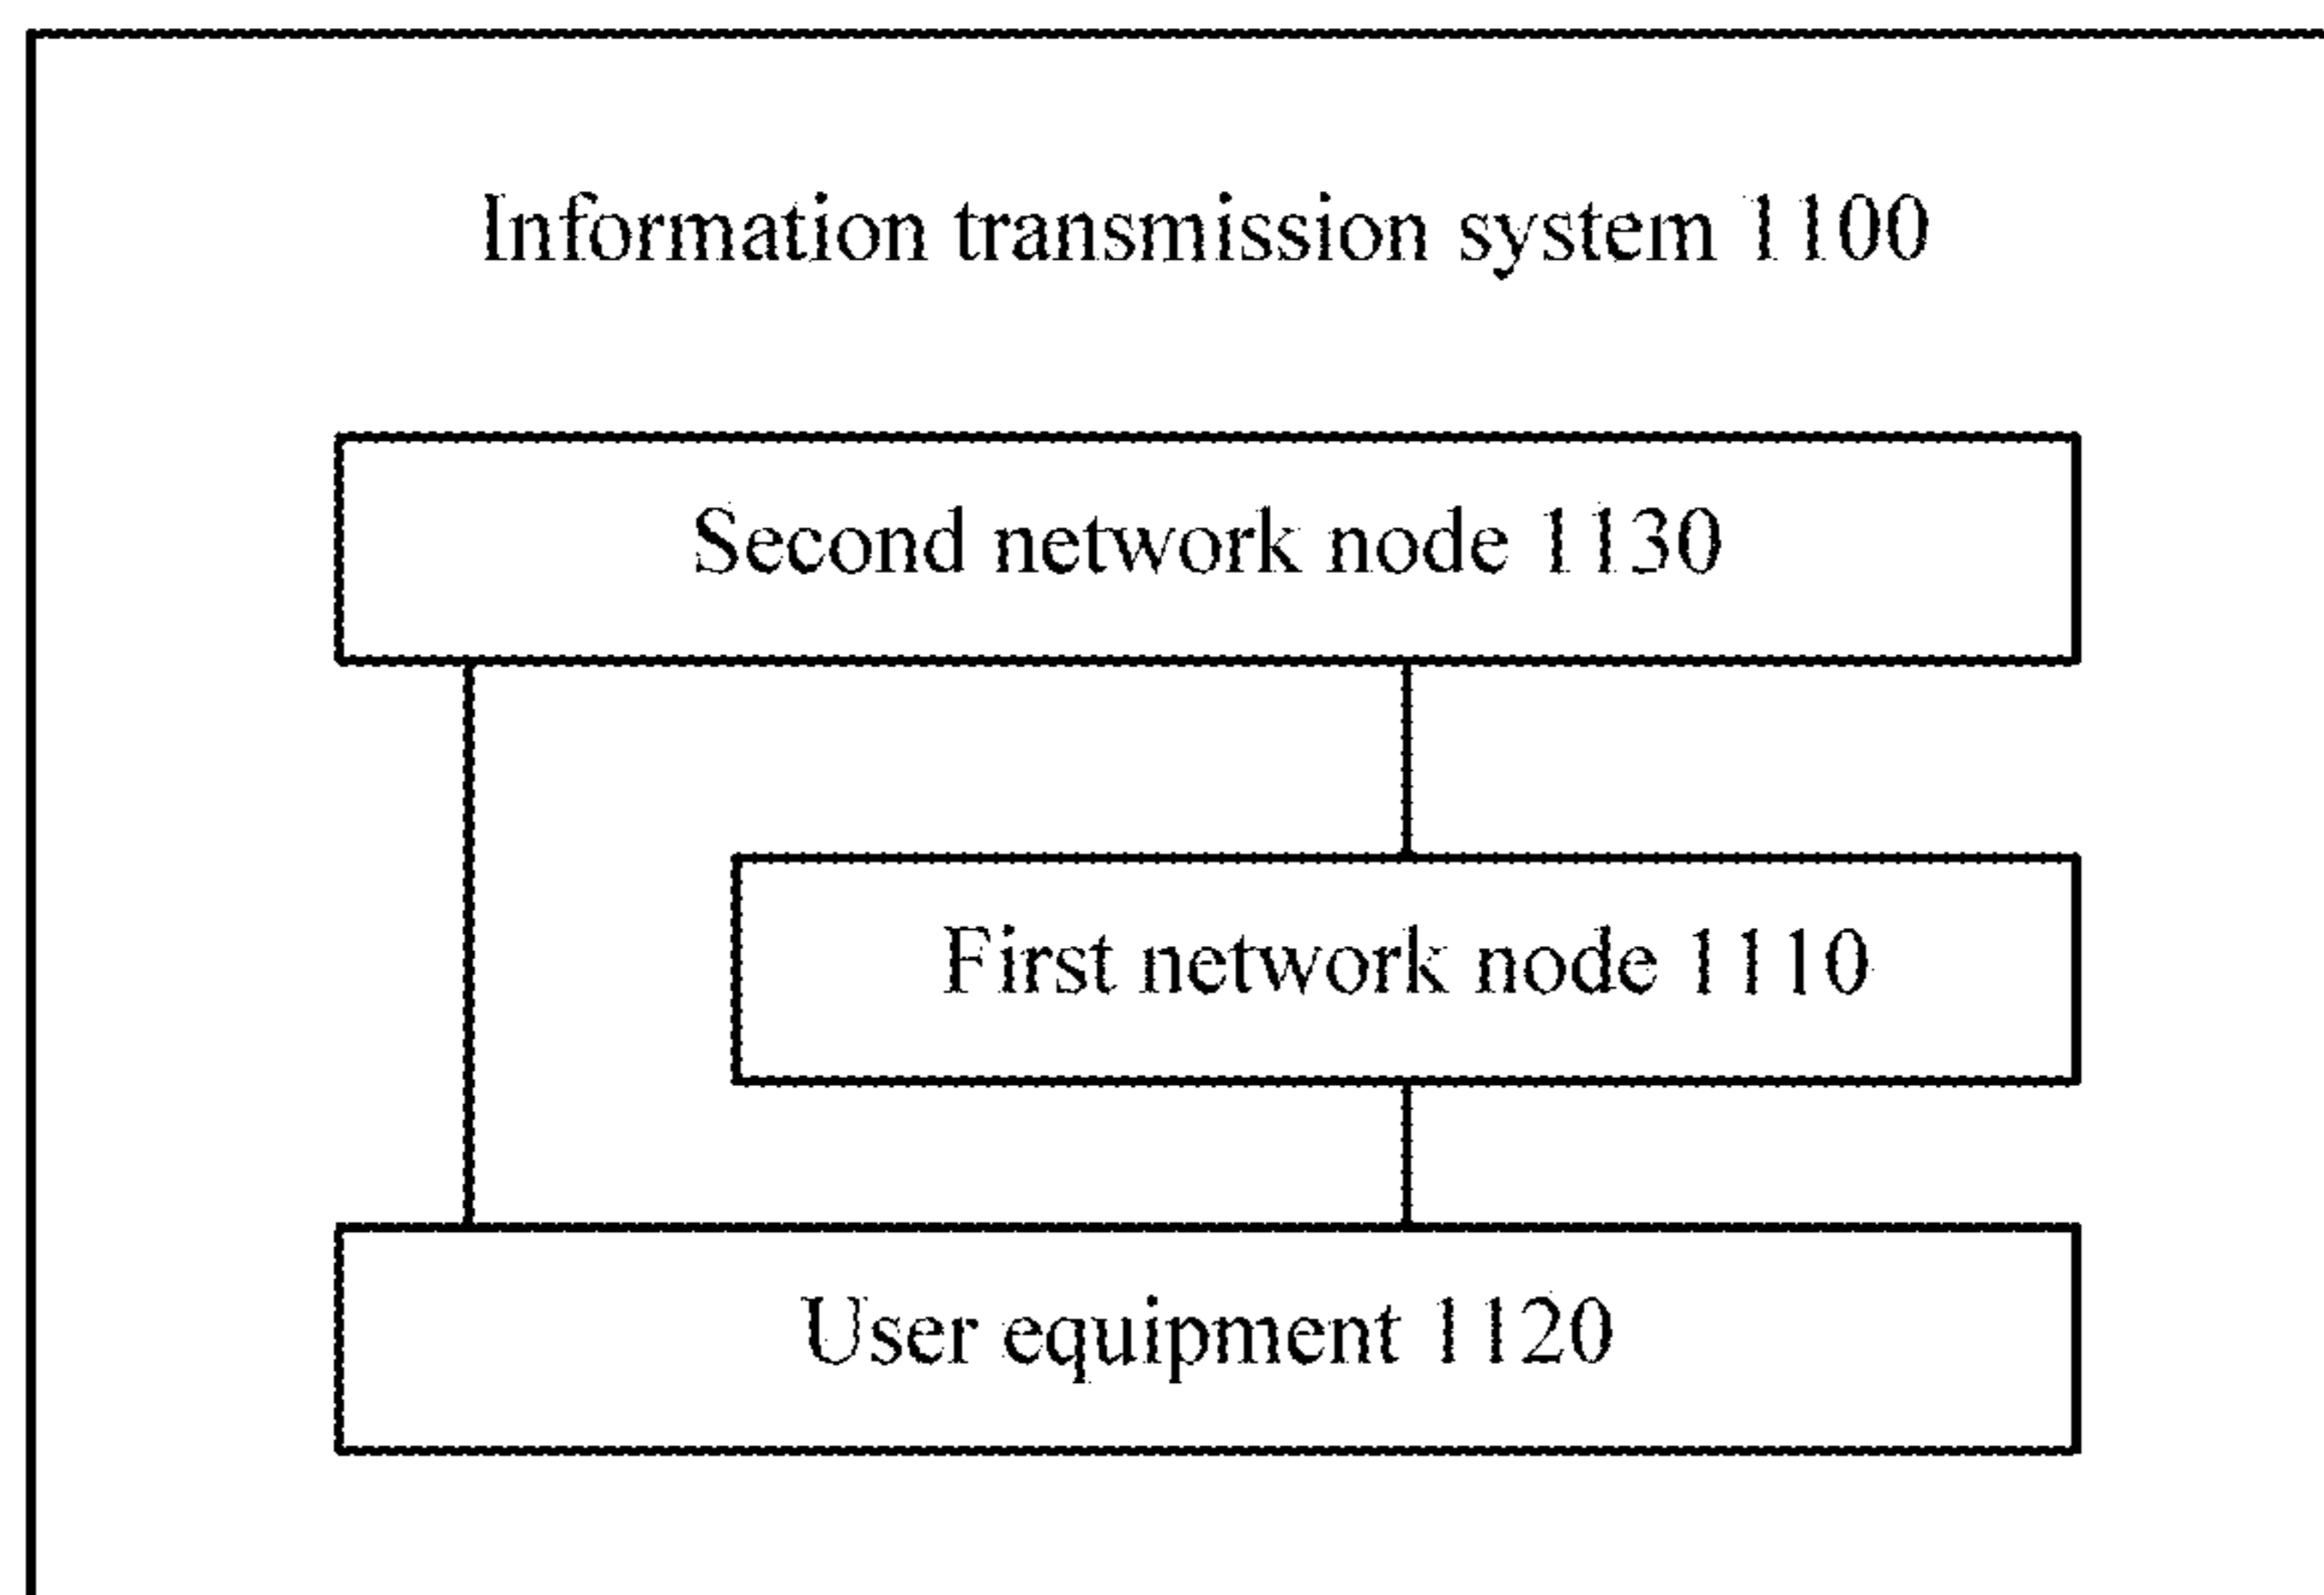 Information transmission system 1100
Second network node 1130
First network node 1110
User equipment 1120